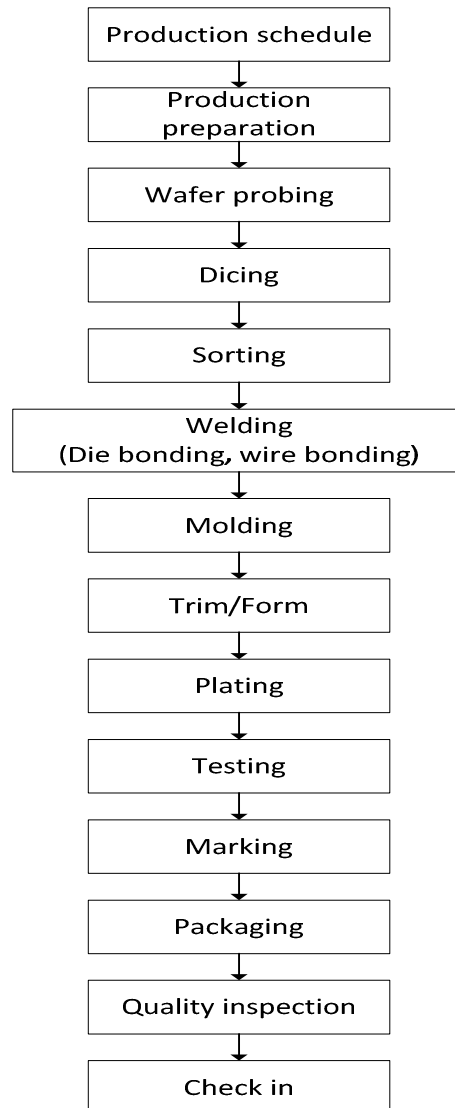 Production schedule
Production
preparation
Wafer probing
Dicing
Sorting
Welding
(Die bonding, wire bonding)
Molding
Trim/Form
Plating
Testing
Marking
Packaging
Quality inspection
Check in